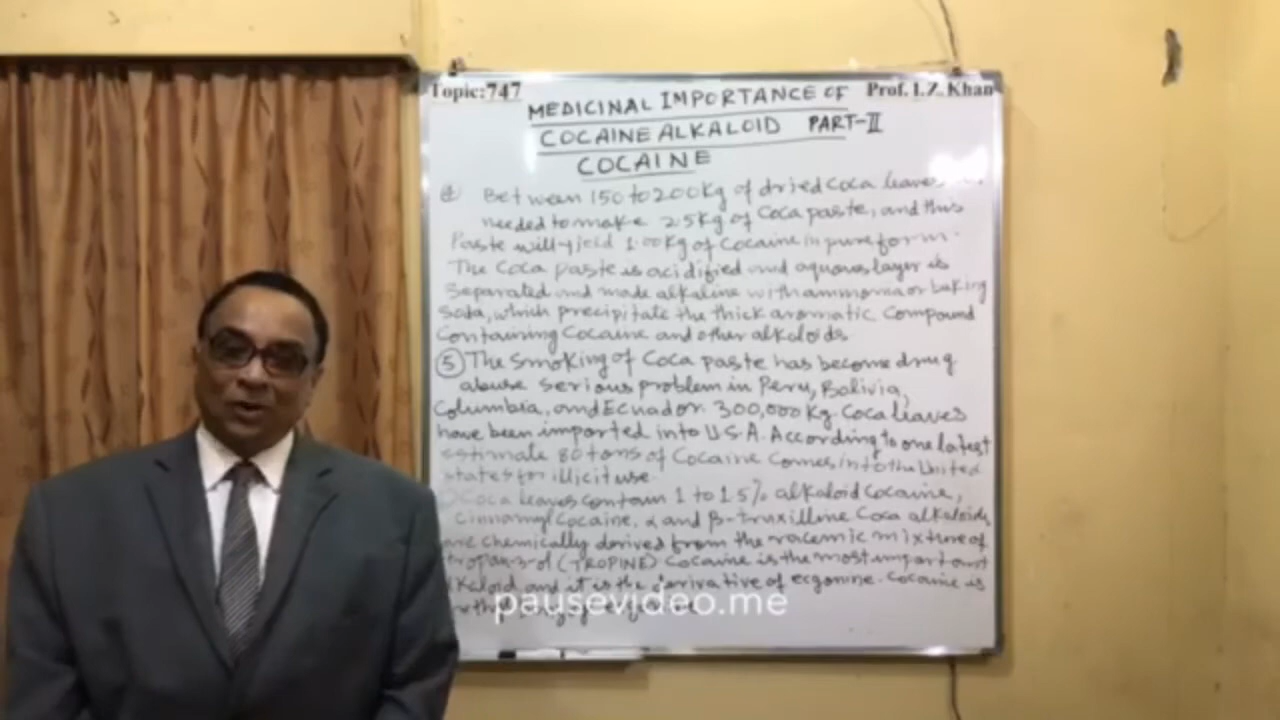 Topic:747
Prof. I.Z. Khan
MEDICINAL IMPORTANCE OF
COCAINE ALKALOID PART-II
COCAINE
Between 150 to 200 kg of dried Coca leaves
needed to make 2.5 kg of Coca paste, and this
Paste will yield 1.00 kg of Cocaine in pure form.
The Coca paste is acidified and aqueous layer is
Separated and made alkaline with ammonia or baking
Soda, which precipitate the thick aromatic Compound
Containing Cocaine and other alkaloids
⑤ The Smoking of Coca paste has become drug
abuse serious problem in Peru, Bolivia,
Columbia, and Ecuador. 300,000 kg. Coca leaves
have been imported into U.S.A. According to one latest
estimate 80 tons of Cocaine Comes into the United
states for illicit use.
Coca leaves contain 1 to 1.5% alkaloid Cocaine,
Cinnamyl Cocaine, α and β-truxilline Coca alkaloids
are chemically derived from the racemic mixture of
tropan-3-ol (TROPINE) Cocaine is the most important
alkaloid and it is the derivative of ecgonine. Cocaine is
pausevideo.me